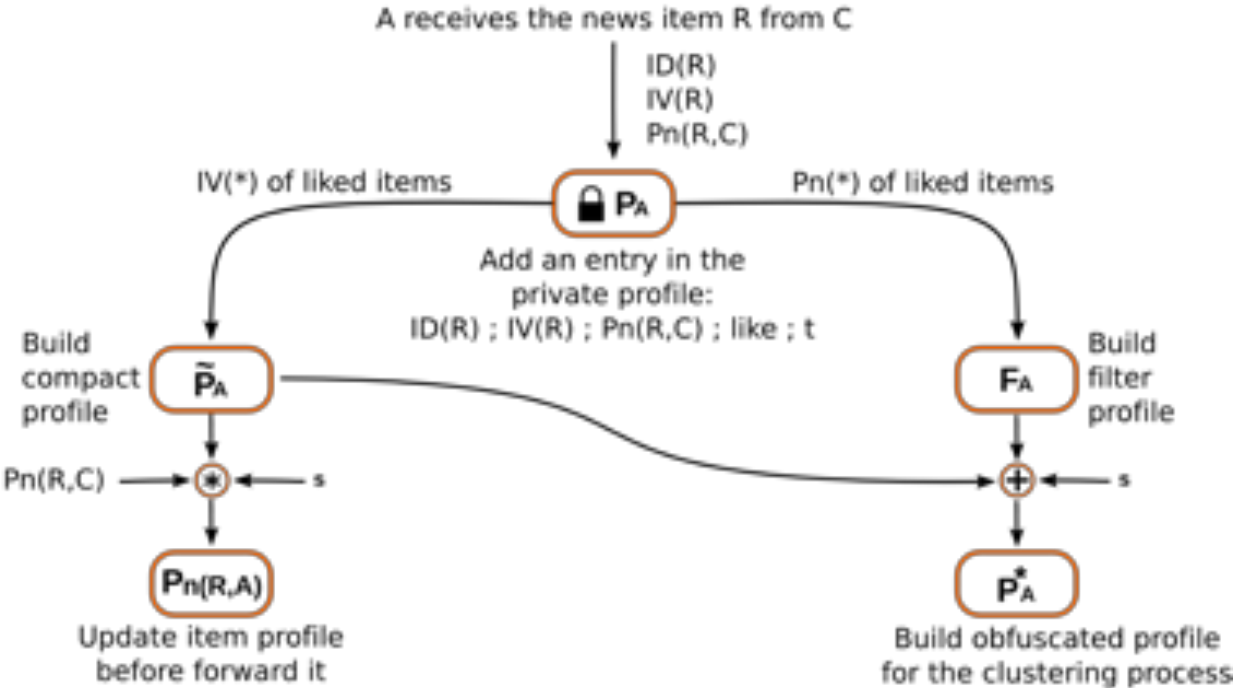 A receives the news item R from C
ID(R)
IV(R)
Pn(R,C)
IV(*) of liked items
Pn(*) of liked items
PA
Add an entry in the
private profile:
ID(R) ; IV(R) ; Pn(R,C) ; like ; t
Build
compact
profile
P̃A
FA
Build
filter
profile
Pn(R,C)
*
s
+
s
Pn(R,A)
P*A
Update item profile
before forward it
Build obfuscated profile
for the clustering process